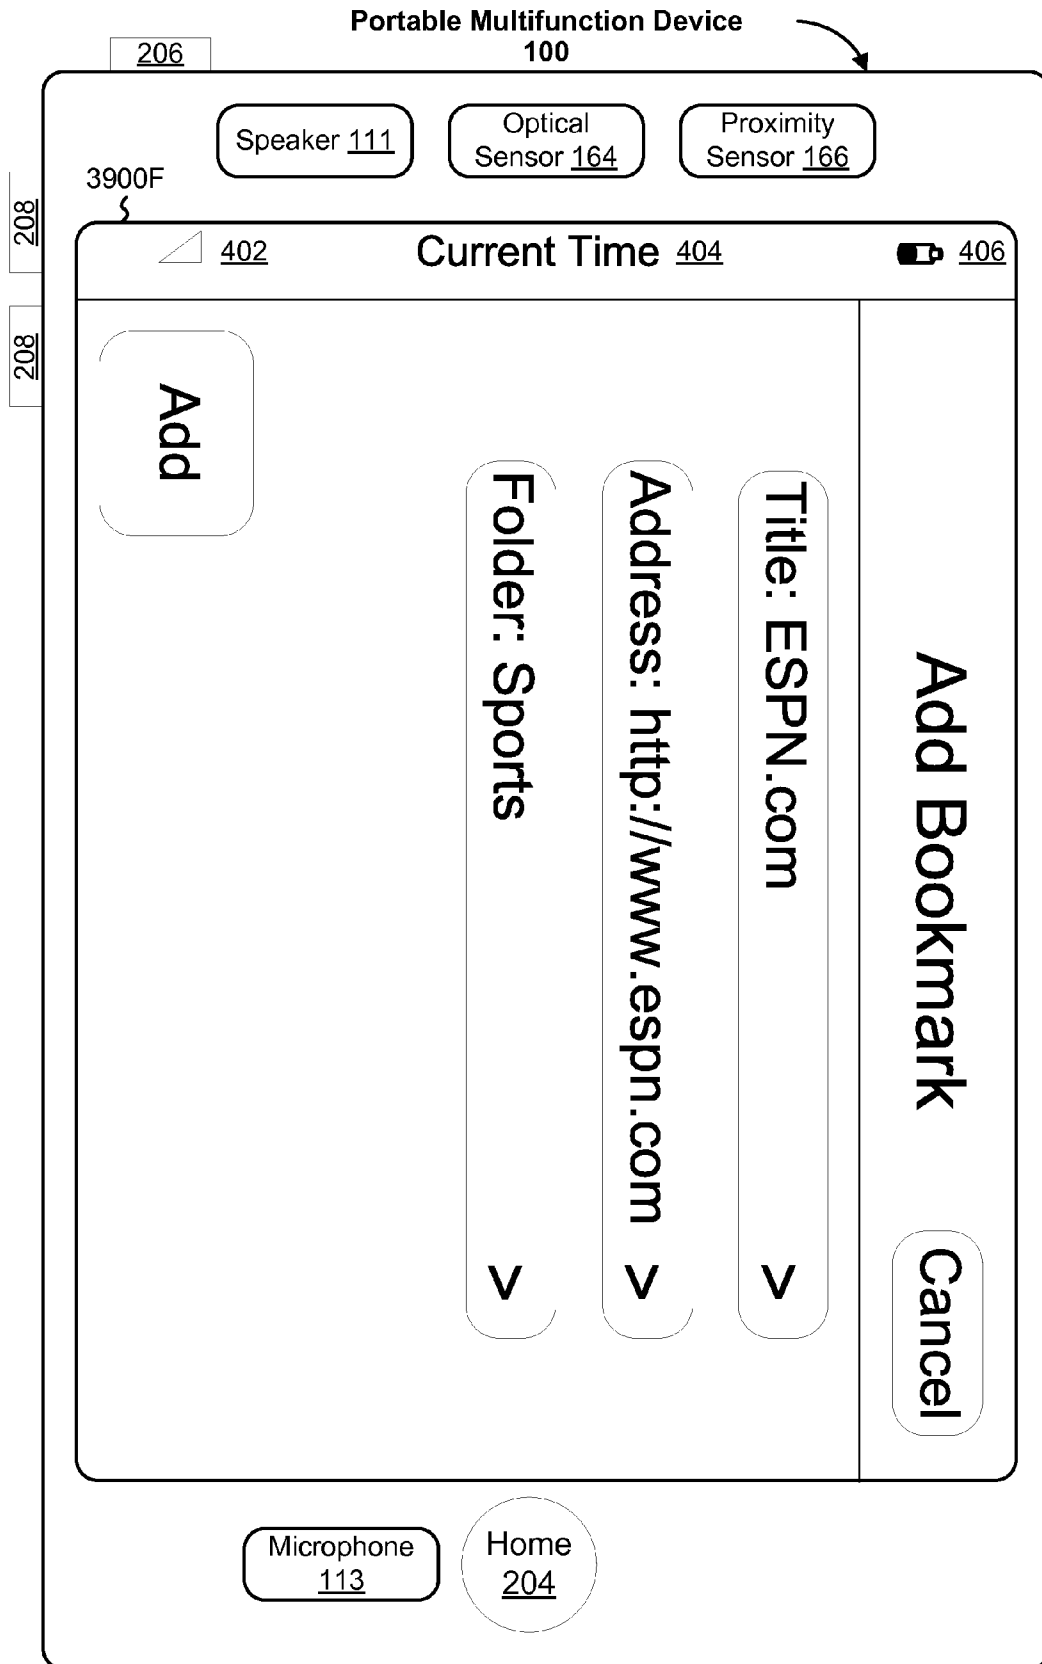 Portable Multifunction Device
100
206
Speaker 111
Optical
Sensor 164
Proximity
Sensor 166
3900F
208
208
402
Current Time 404
406
Add Bookmark
Cancel
Title: ESPN.com >
Address: http://www.espn.com >
Folder: Sports >
Add
Microphone
113
Home
204